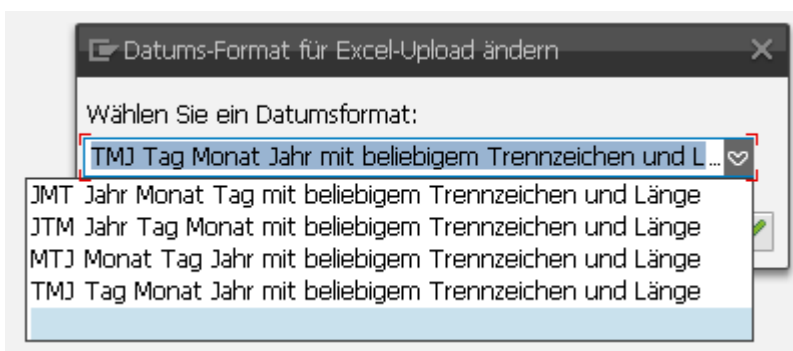 Datums-Format für Excel-Upload ändern
Wählen Sie ein Datumsformat:
TMJ Tag Monat Jahr mit beliebigem Trennzeichen und L...
JMT Jahr Monat Tag mit beliebigem Trennzeichen und Länge
JTM Jahr Tag Monat mit beliebigem Trennzeichen und Länge
MTJ Monat Tag Jahr mit beliebigem Trennzeichen und Länge
TMJ Tag Monat Jahr mit beliebigem Trennzeichen und Länge